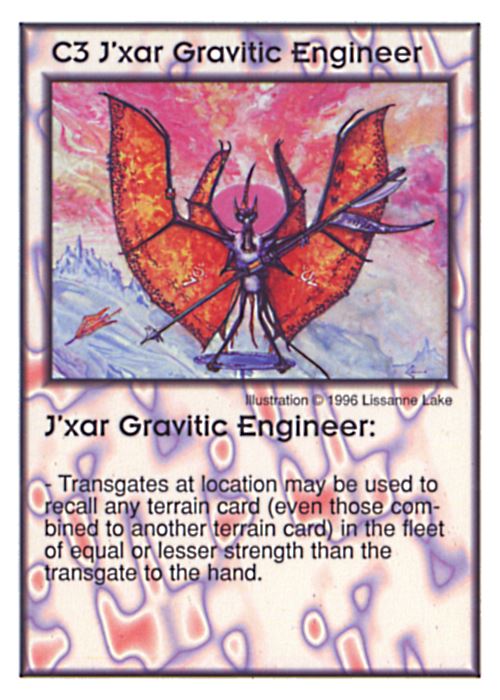 C3 J'xar Gravitic Engineer
Illustration © 1996 Lissanne Lake
J'xar Gravitic Engineer:
- Transgates at location may be used to
recall any terrain card (even those com-
bined to another terrain card) in the fleet
of equal or lesser strength than the
transgate to the hand.